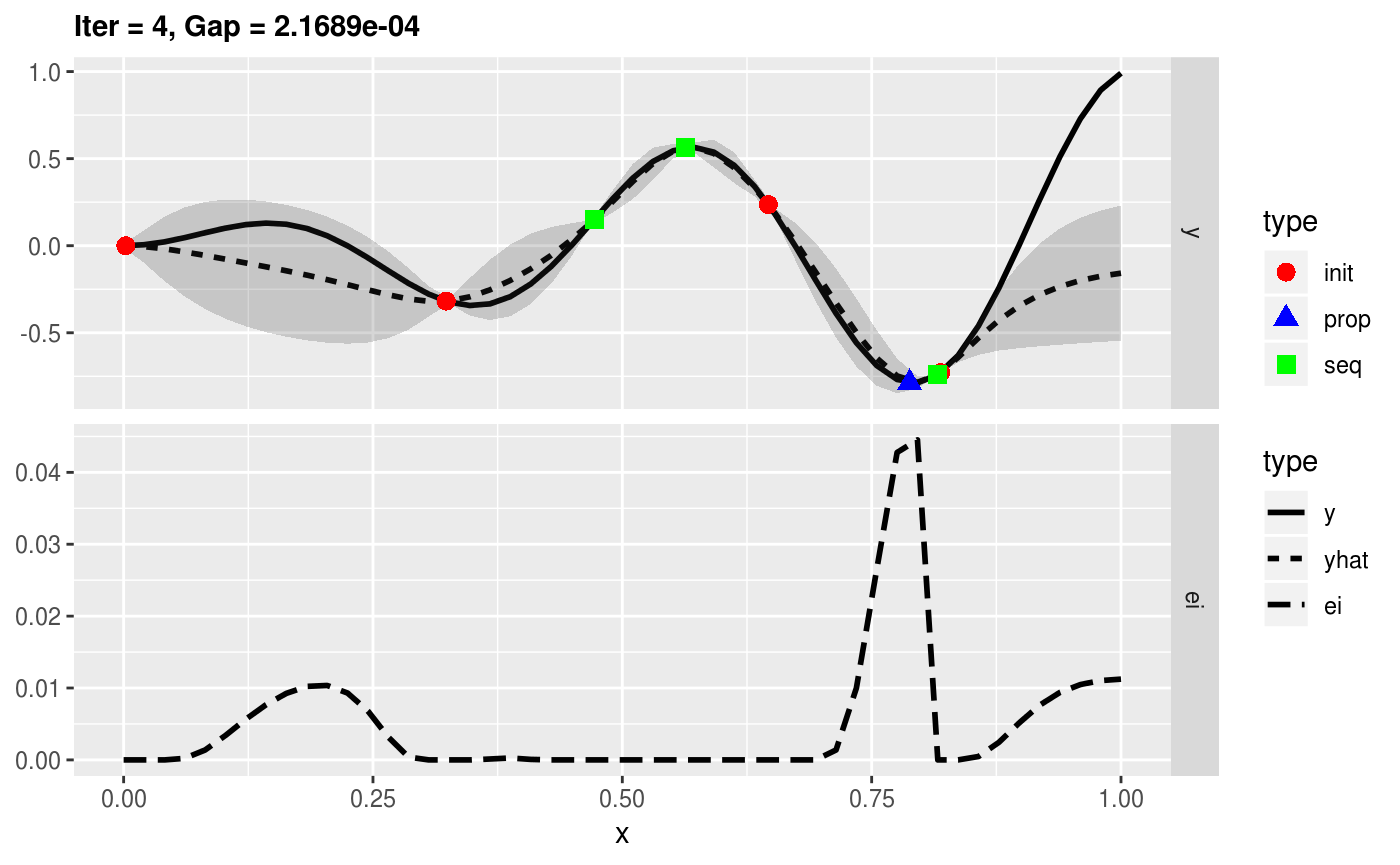 Iter = 4, Gap = 2.1689e-04
1.0
0.5
0.0
-0.5
y
0.04
0.03
0.02
0.01
0.00
ei
0.00 0.25 0.50 0.75 1.00
x
type
init
prop
seq
type
y
yhat
ei